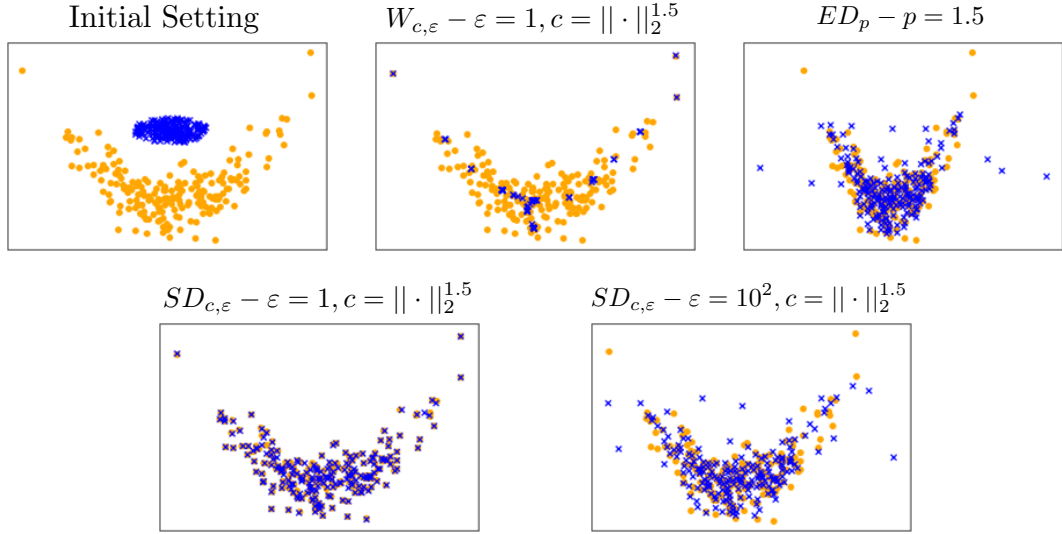 Initial Setting
$W_{c,\varepsilon} - \varepsilon = 1, c = ||\cdot||_2^{1.5}$
$ED_p - p = 1.5$
$SD_{c,\varepsilon} - \varepsilon = 1, c = ||\cdot||_2^{1.5}$
$SD_{c,\varepsilon} - \varepsilon = 10^2, c = ||\cdot||_2^{1.5}$